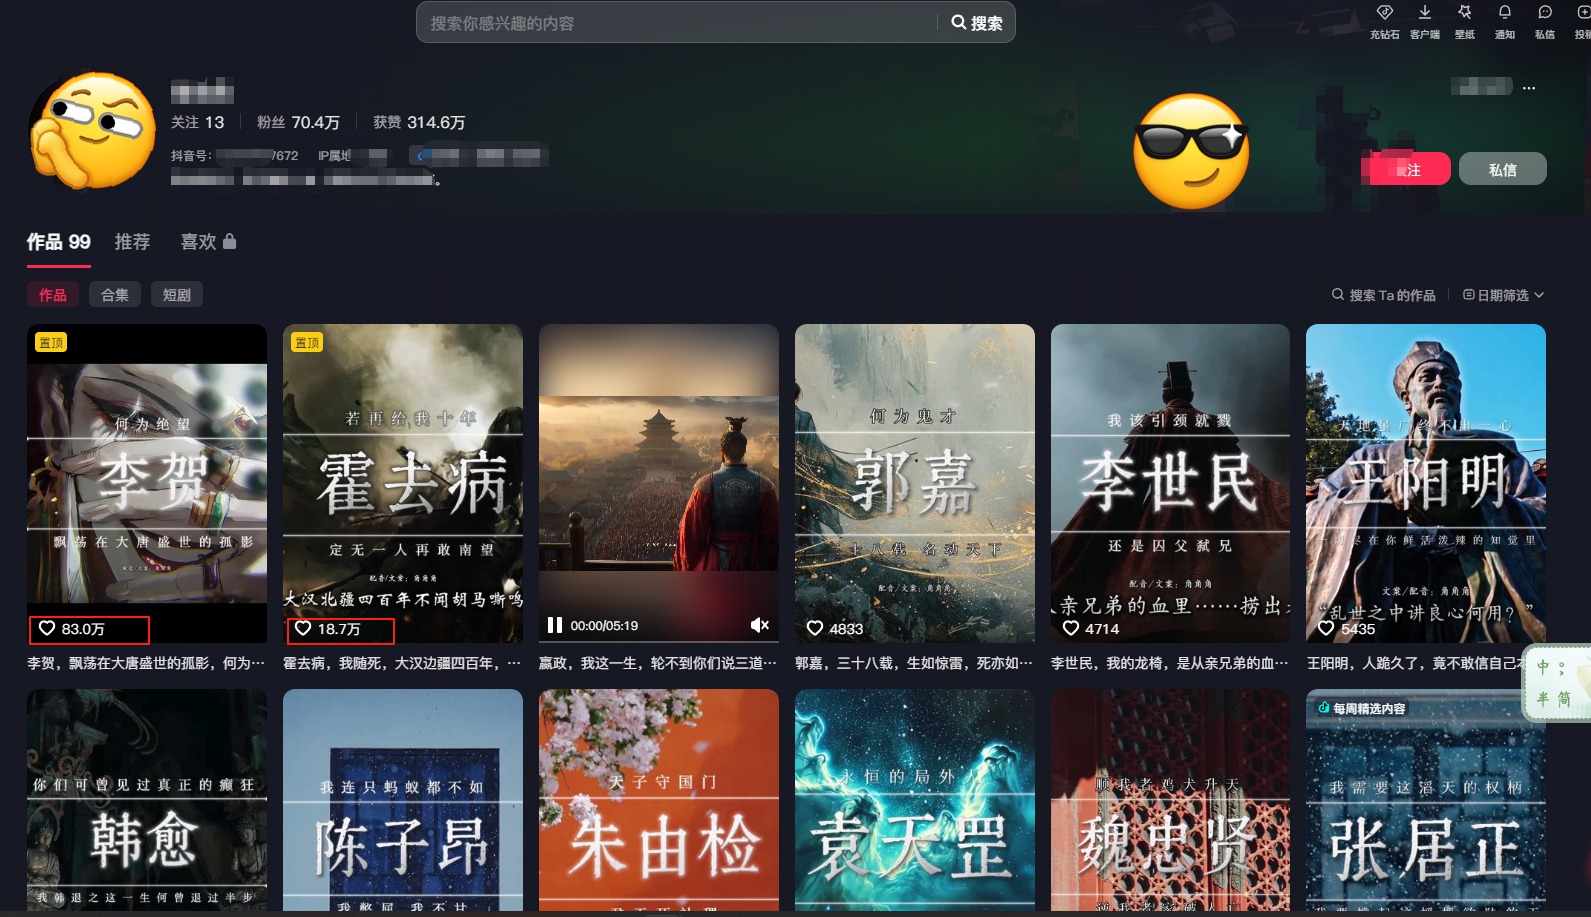 搜索你感兴趣的内容
搜索
充钻石 客户端 壁纸 通知 私信 投稿
关注 13 粉丝 70.4万 获赞 314.6万
抖音号: 7672 IP属地
注
私信
作品 99 推荐 喜欢
作品 合集 短剧
搜索 Ta 的作品 日期筛选
置顶
何为绝望
李贺
飘荡在大唐盛世的孤影
83.0万
李贺，飘荡在大唐盛世的孤影，何为…
置顶
若再给我十年
霍去病
定无一人再敢南望
配音/文案：角角角
大汉北疆四百年不闻胡马嘶鸣
18.7万
霍去病，我随死，大汉边疆四百年，…
00:00/05:19
嬴政，我这一生，轮不到你们说三道…
何为鬼才
郭嘉
三十八载 名动天下
配音/文案：角角角
4833
郭嘉，三十八载，生如惊雷，死亦如…
我该引颈就戮
李世民
还是囚父弑兄
配音/文案：角角角
从亲兄弟的血里……捞出
4714
李世民，我的龙椅，是从亲兄弟的血…
天地虽广终不出一心
王阳明
尽在你鲜活泼辣的知觉里
文案/配音：角角角
“乱世之中讲良心何用？”
5435
王阳明，人跪久了，竟不敢信自己
中
半 简
你们可曾见过真正的癫狂
韩愈
我韩退之这一生何曾退过半步
我连只蚂蚁都不如
陈子昂
我憋屈 我不甘
天子守国门
朱由检
永恒的局外人
袁天罡
顺我者鸡犬升天
魏忠贤
逆我者家破人亡
每周精选内容
我需要这滔天的权柄
张居正